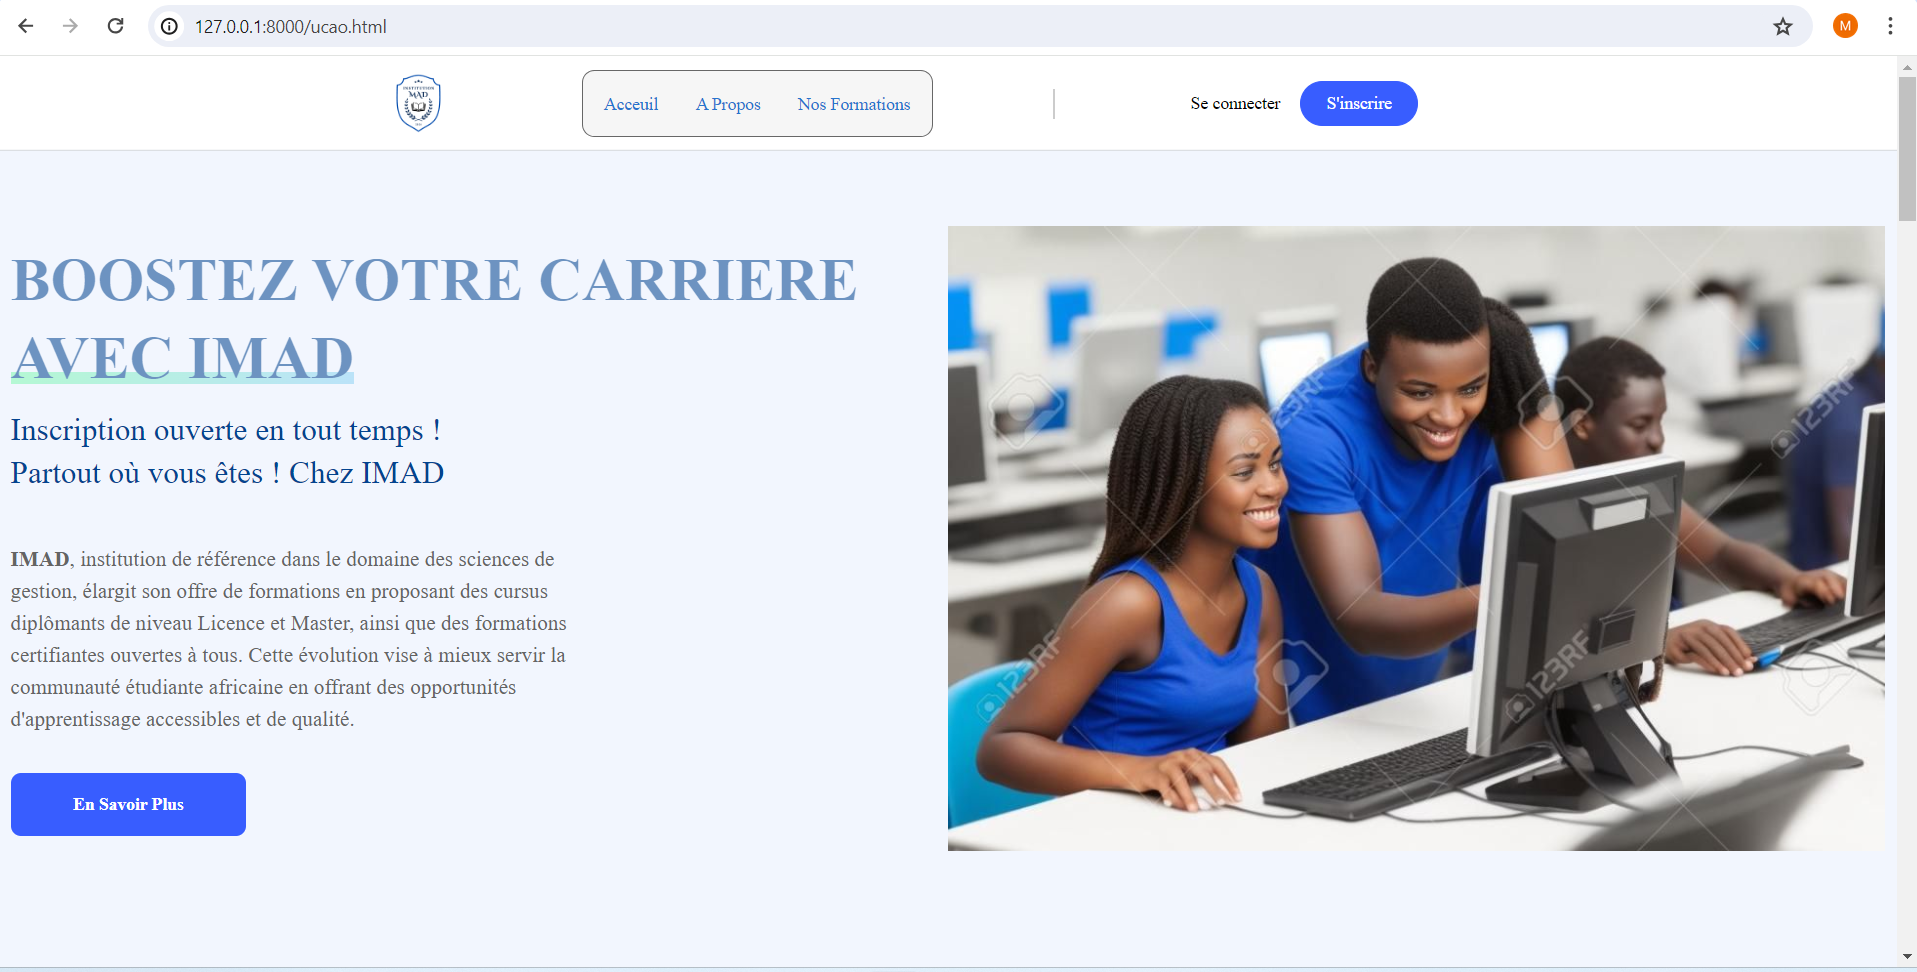 127.0.0.1:8000/ucao.html
M
INSTITUTION
IMAD
Acceuil
A Propos
Nos Formations
Se connecter
S'inscrire
BOOSTEZ VOTRE CARRIERE
AVEC IMAD
Inscription ouverte en tout temps !
Partout où vous êtes ! Chez IMAD
IMAD, institution de référence dans le domaine des sciences de
gestion, élargit son offre de formations en proposant des cursus
diplômants de niveau Licence et Master, ainsi que des formations
certifiantes ouvertes à tous. Cette évolution vise à mieux servir la
communauté étudiante africaine en offrant des opportunités
d'apprentissage accessibles et de qualité.
En Savoir Plus
123RF
123RF
123RF
123RF